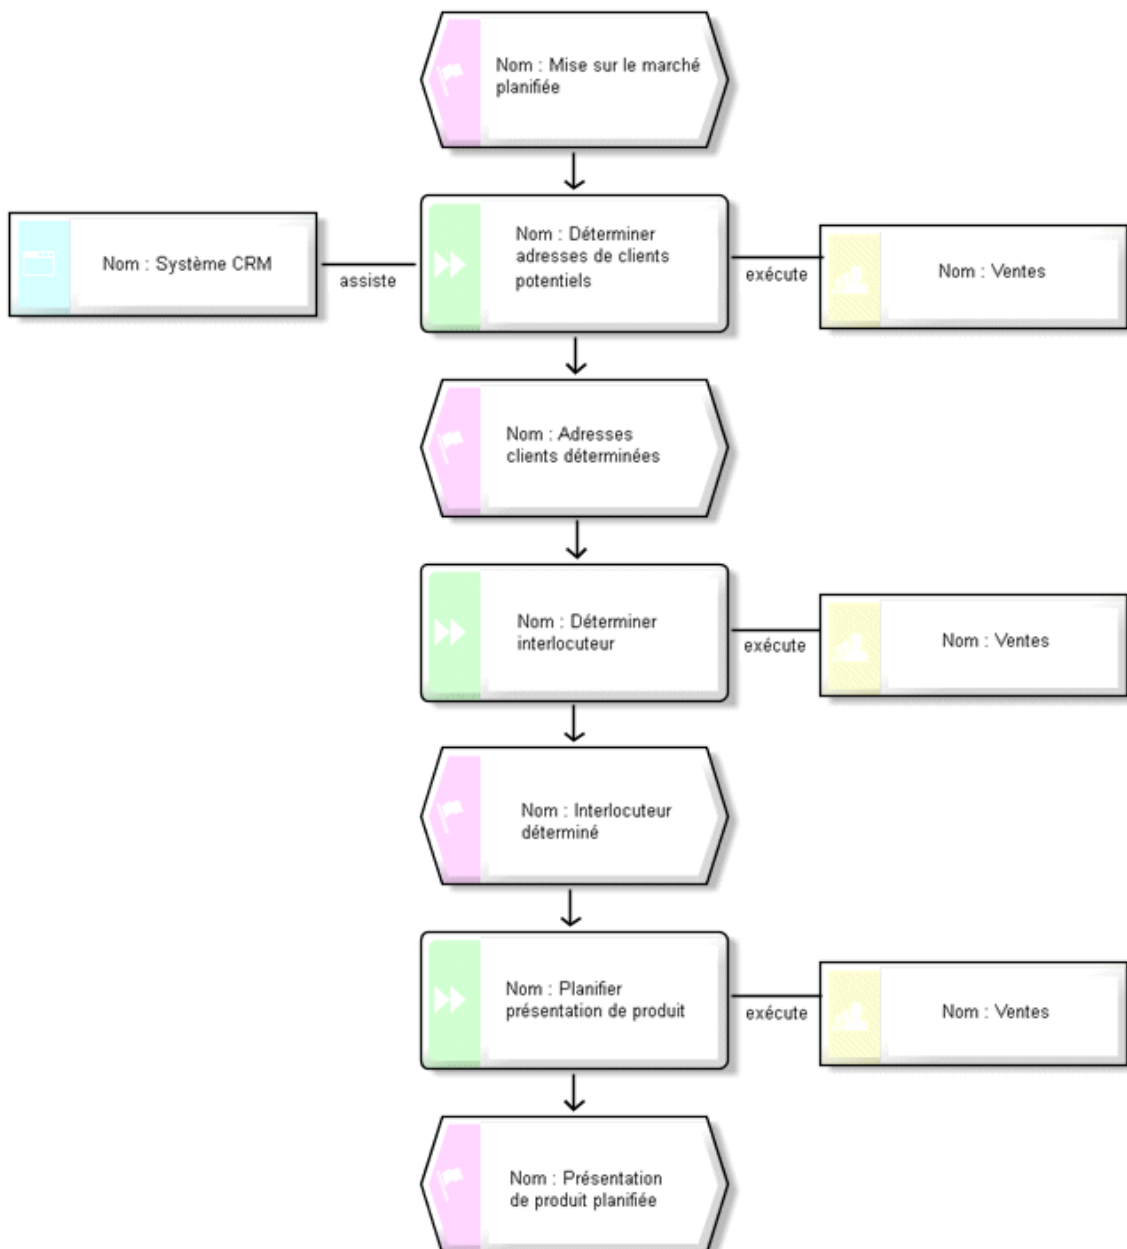 Nom : Mise sur le marché
planifiée
Nom : Système CRM
assiste
Nom : Déterminer
adresses de clients
potentiels
exécute
Nom : Ventes
Nom : Adresses
clients déterminées
Nom : Déterminer
interlocuteur
exécute
Nom : Ventes
Nom : Interlocuteur
déterminé
Nom : Planifier
présentation de produit
exécute
Nom : Ventes
Nom : Présentation
de produit planifiée